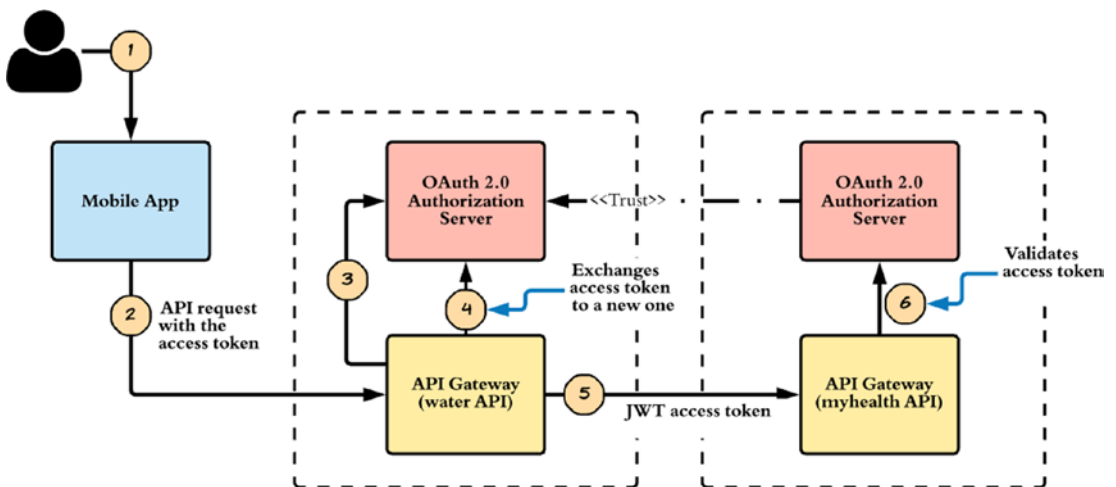 1
Mobile App
2
API request
with the
access token
OAuth 2.0
Authorization
Server
<<Trust>>
OAuth 2.0
Authorization
Server
3
4
Exchanges
access token
to a new one
Validates
access token
6
API Gateway
(water API)
5
JWT access token
API Gateway
(myhealth API)